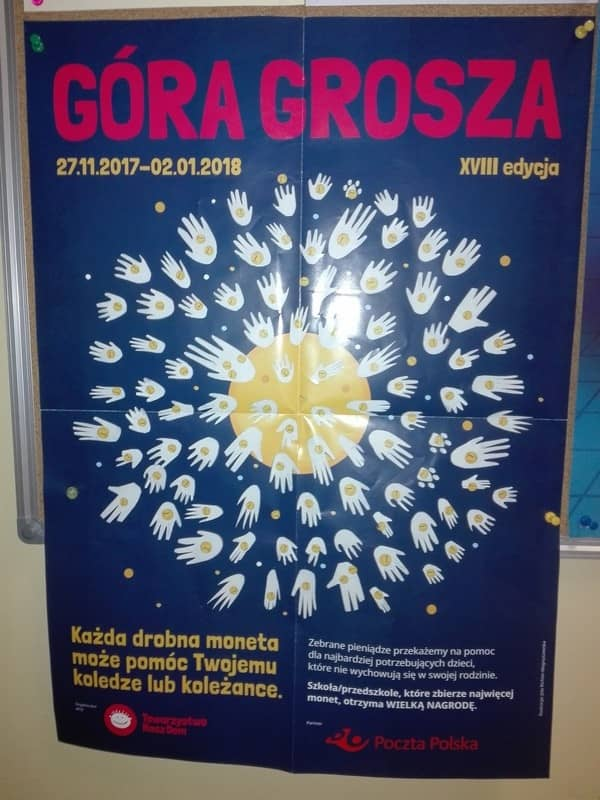 GÓRA GROSZA
27.11.2017–02.01.2018
XVIII edycja
Każda drobna moneta
może pomóc Twojemu
koledze lub koleżance.
Zebrane pieniądze przekażemy na pomoc
dla najbardziej potrzebujących dzieci,
które nie wychowują się w swojej rodzinie.
Szkoła/przedszkole, które zbierze najwięcej
monet, otrzyma WIELKĄ NAGRODĘ.
Towarzystwo
Nasz Dom
Partner
Poczta Polska